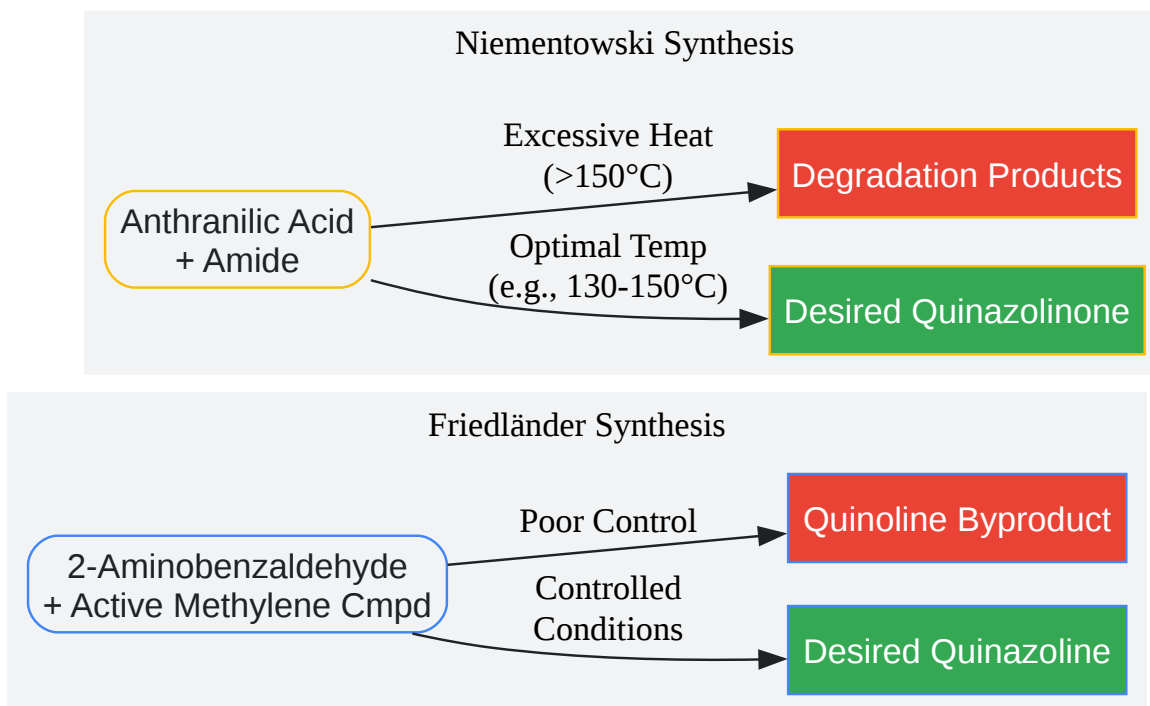 Niementowski Synthesis
Excessive Heat
(>150°C)
Degradation Products
Anthranilic Acid
+ Amide
Optimal Temp
(e.g., 130-150°C)
Desired Quinazolinone
Friedländer Synthesis
Poor Control
Quinoline Byproduct
2-Aminobenzaldehyde
+ Active Methylene Cmpd
Controlled
Conditions
Desired Quinazoline